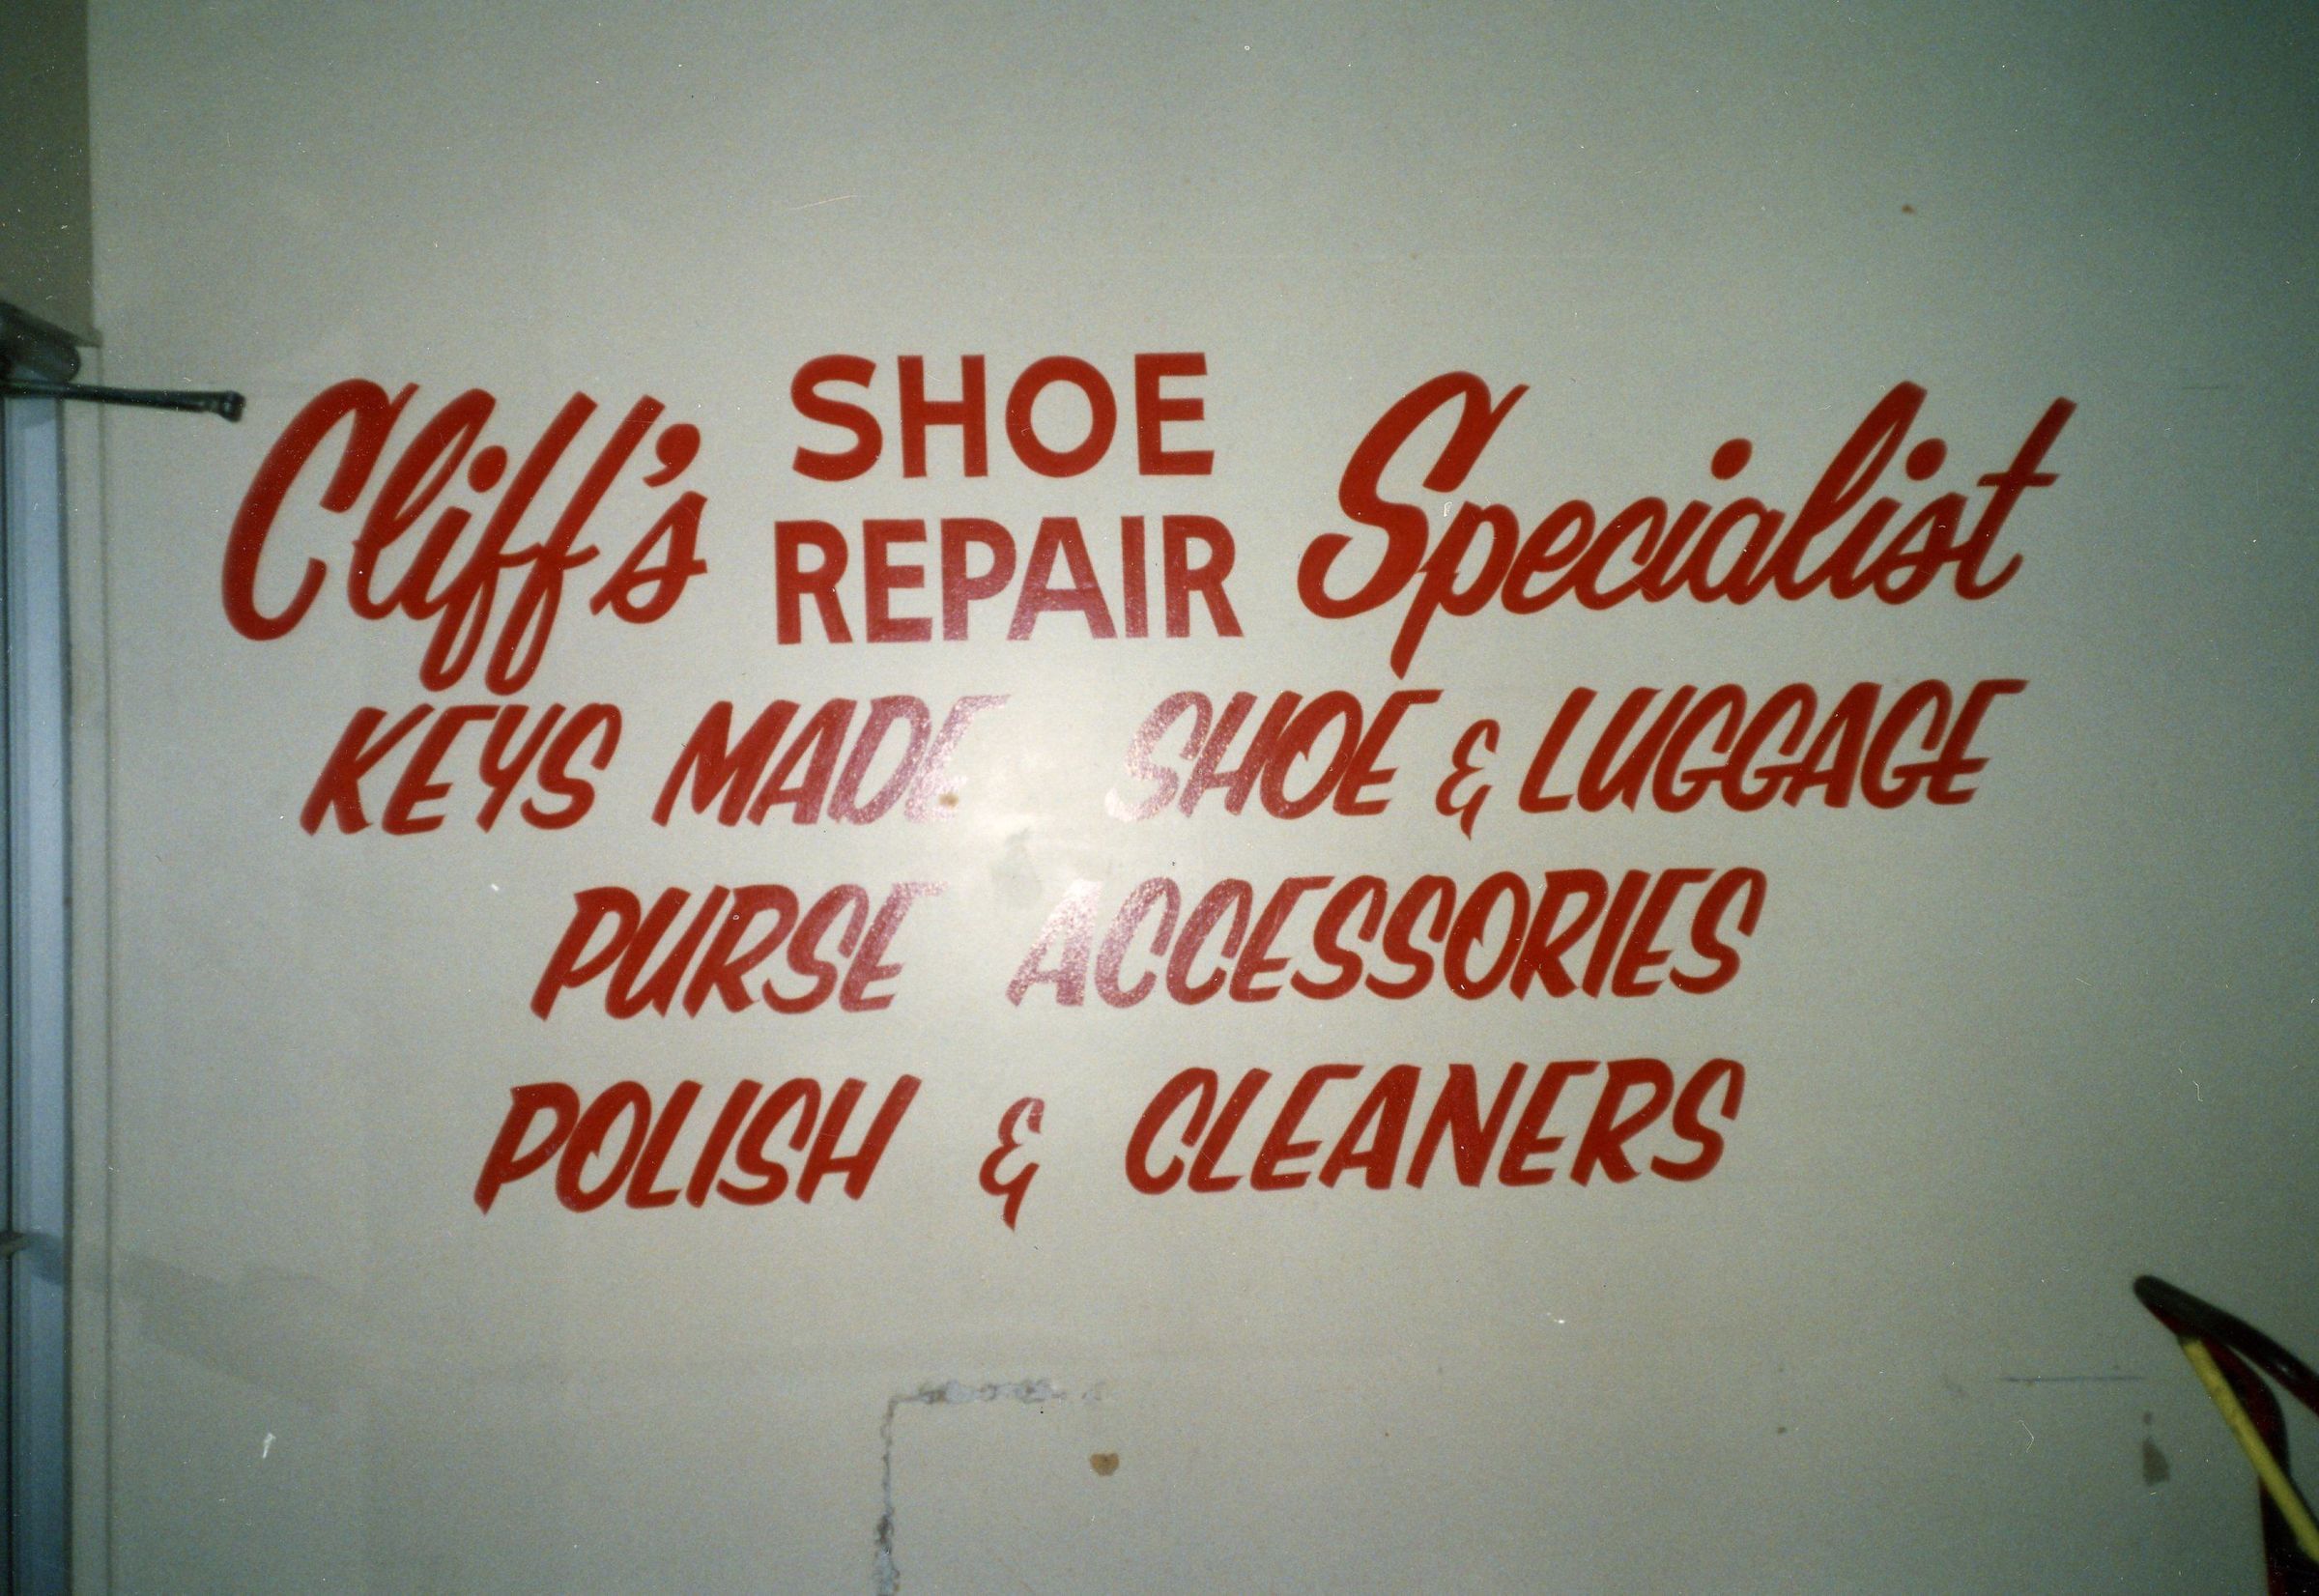 Cliff's SHOE REPAIR Specialist
KEYS MADE SHOE & LUGGAGE
PURSE ACCESSORIES
POLISH & CLEANERS